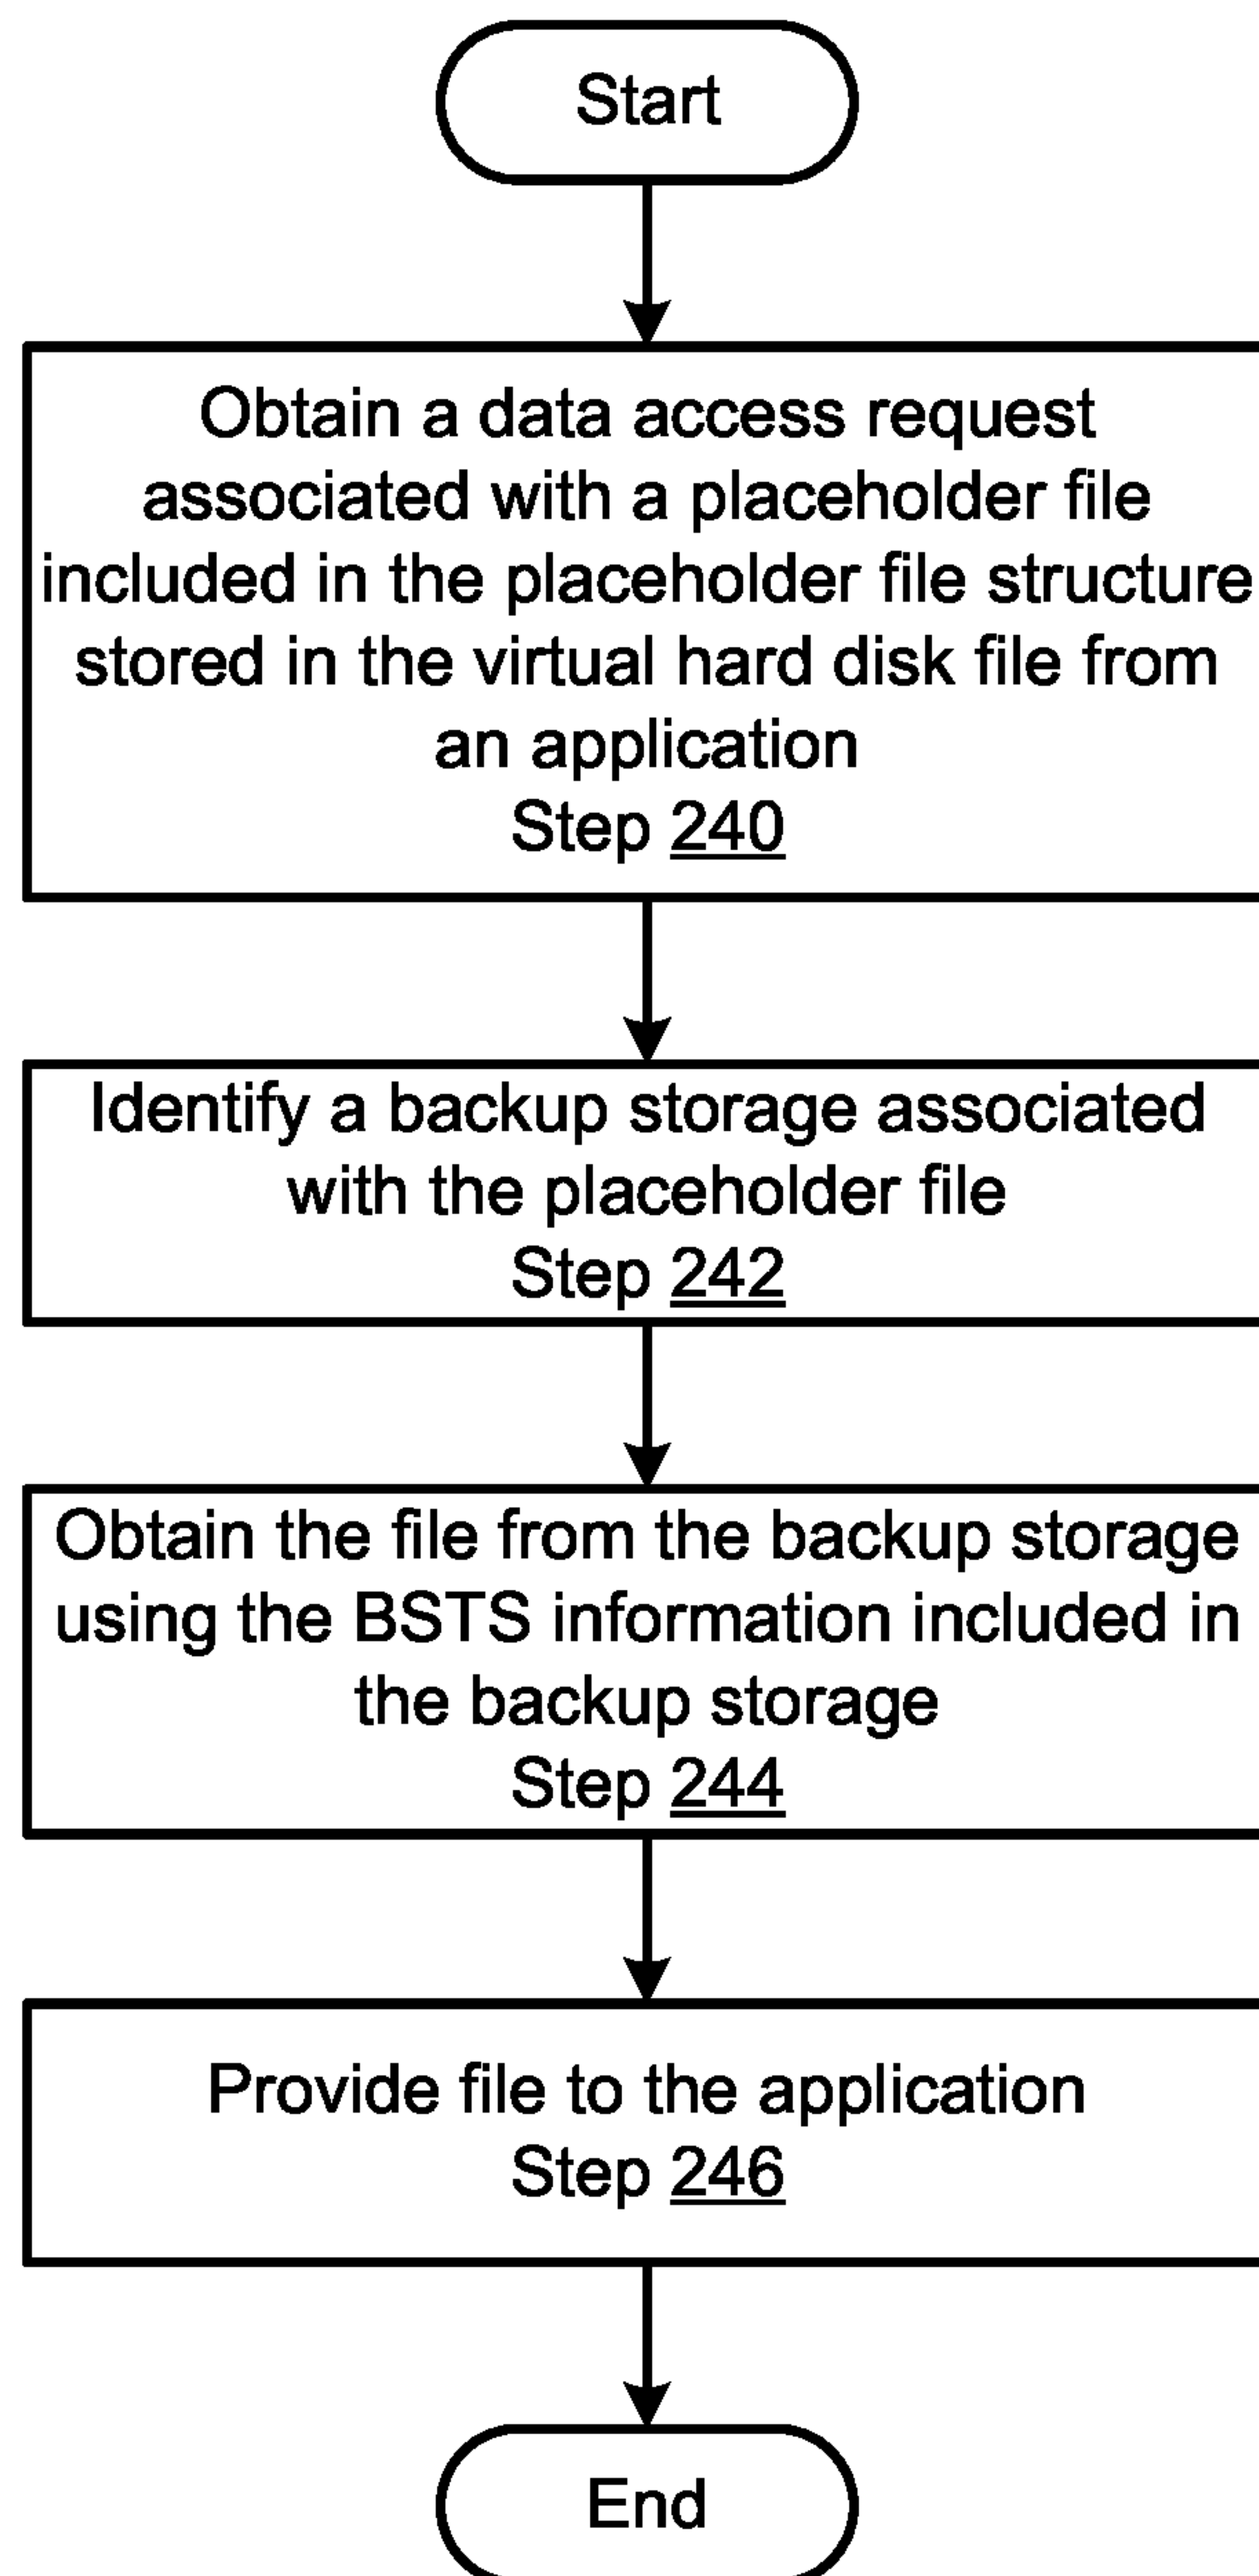 Start
Obtain a data access request
associated with a placeholder file
included in the placeholder file structure
stored in the virtual hard disk file from
an application
Step 240
Identify a backup storage associated
with the placeholder file
Step 242
Obtain the file from the backup storage
using the BSTS information included in
the backup storage
Step 244
Provide file to the application
Step 246
End